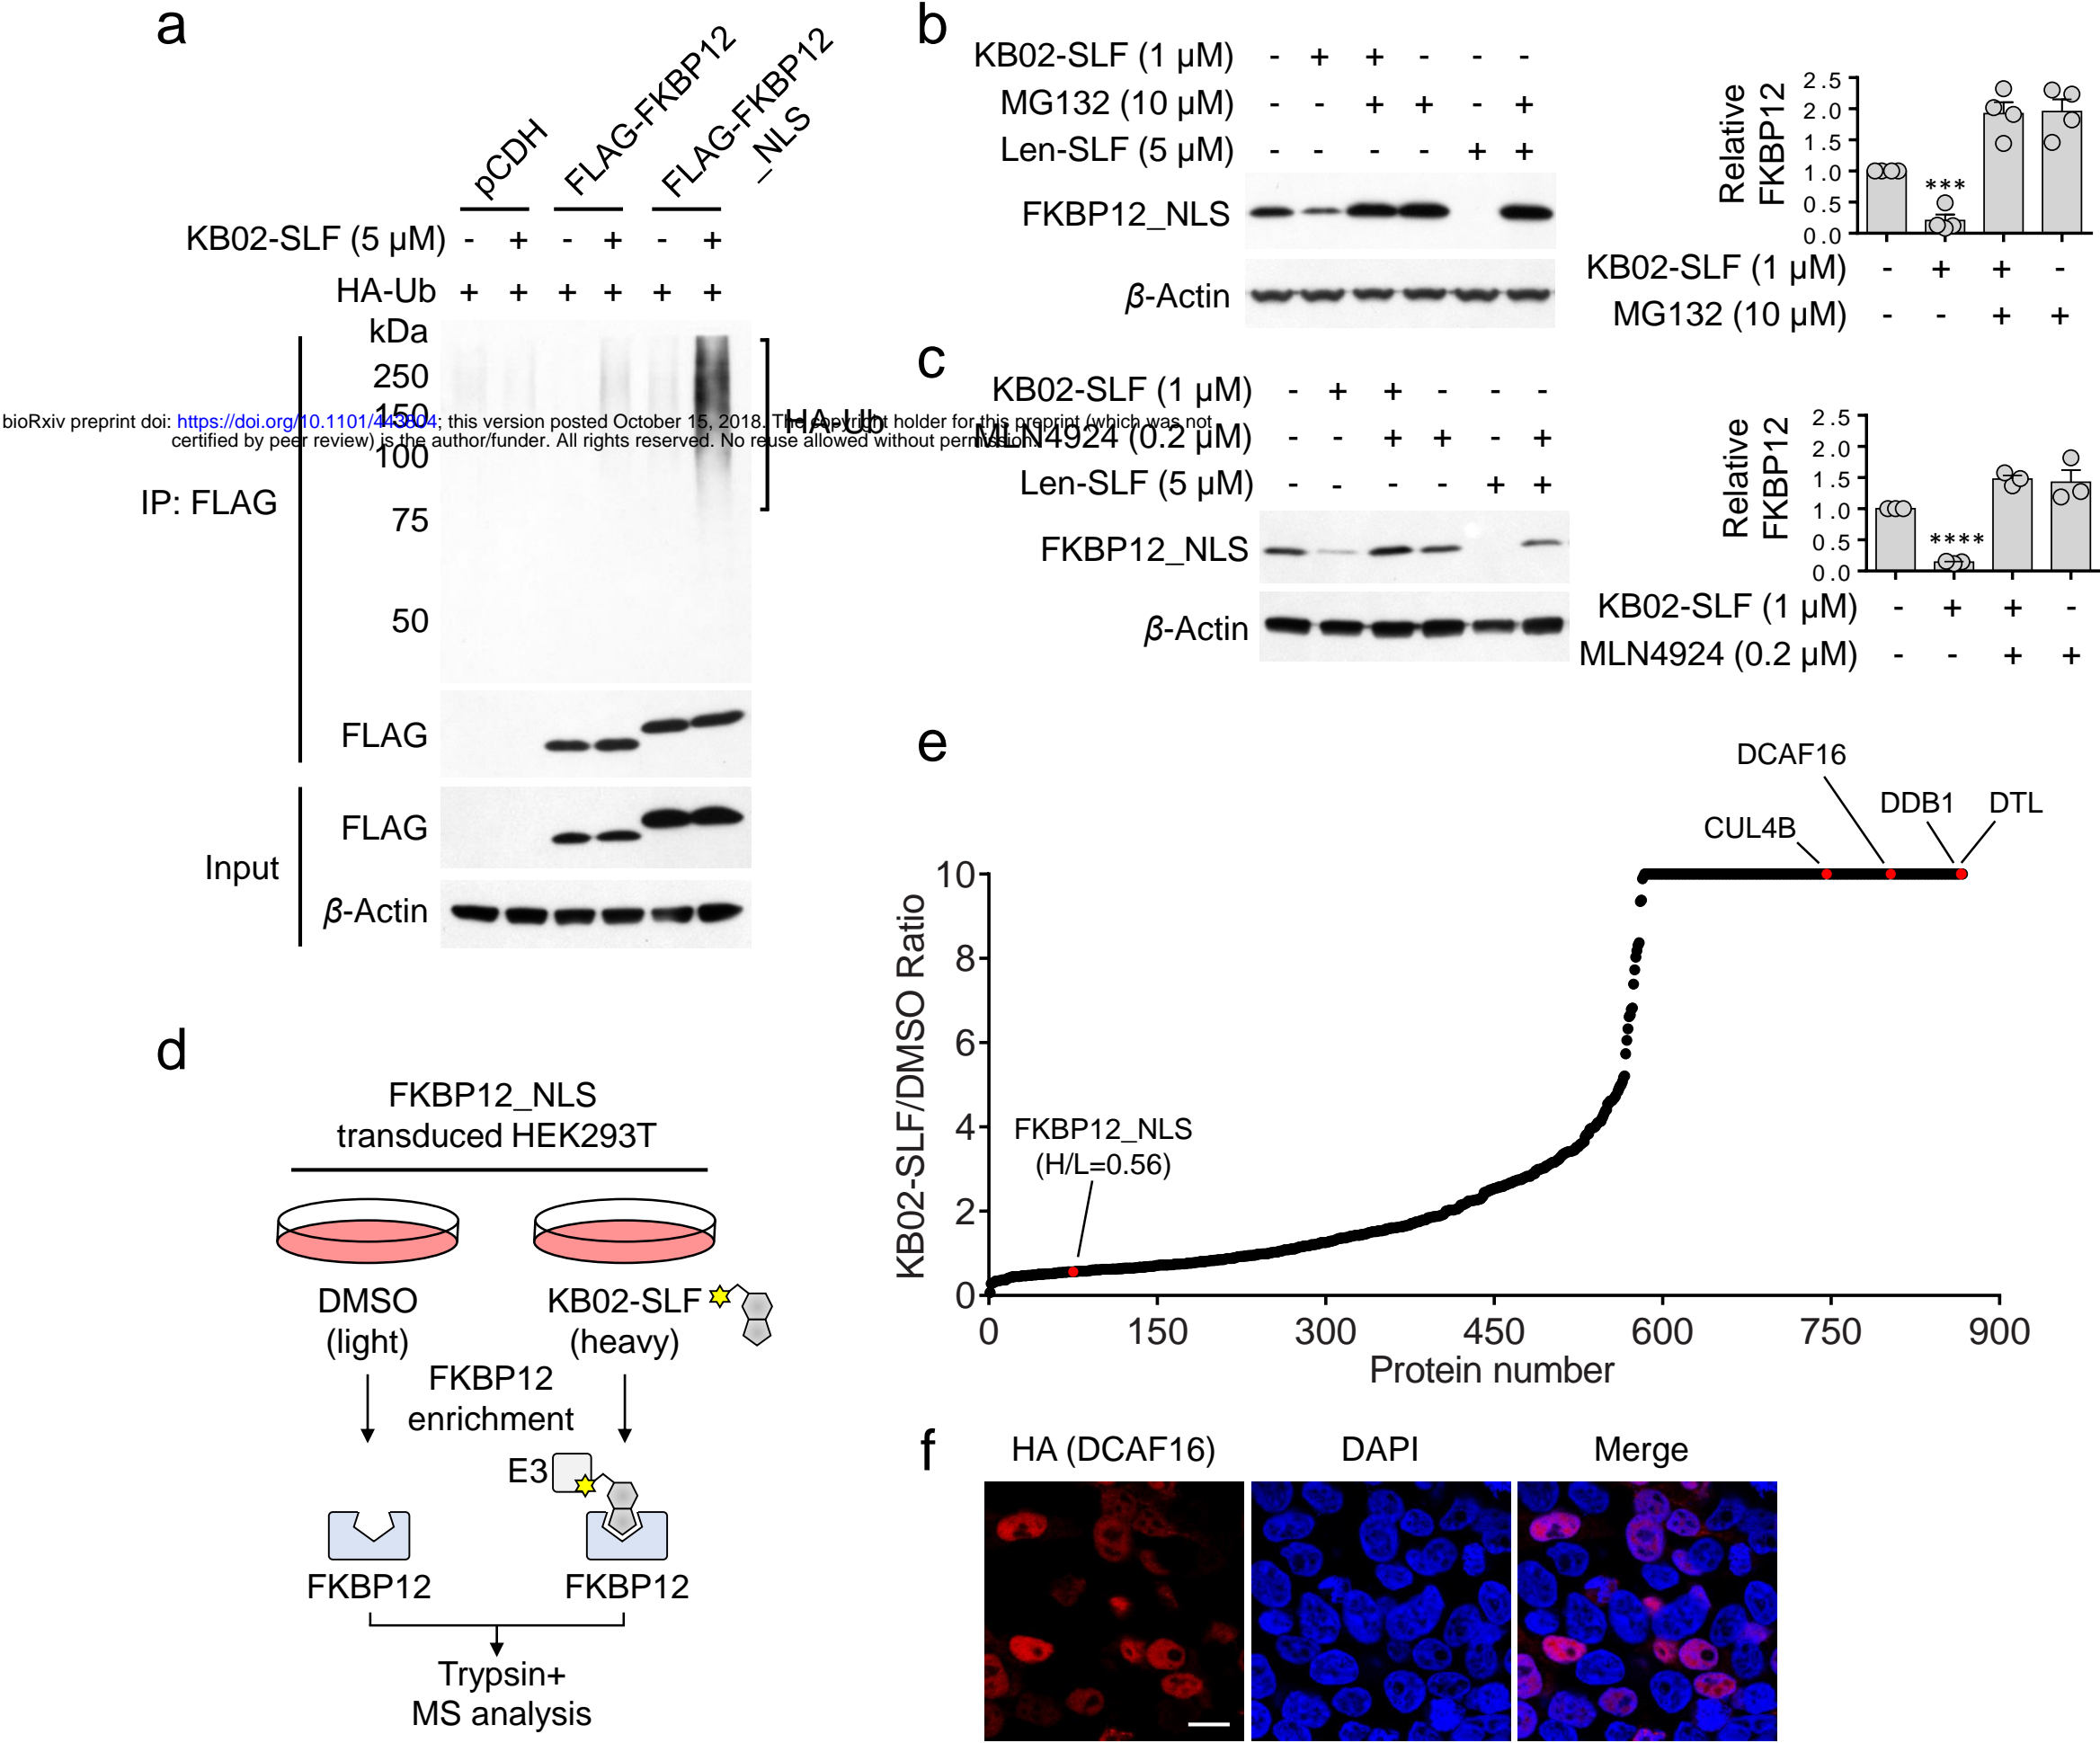 a
pCDH
FLAG-FKBP12
FLAG-FKBP12
_NLS
KB02-SLF (5 µM) - + - + - +
HA-Ub + + + + + +
kDa
250
150
100
75
50
HA-Ub
IP: FLAG
FLAG
Input
FLAG
β-Actin
bioRxiv preprint doi: https://doi.org/10.1101/443804; this version posted October 15, 2018. The copyright holder for this preprint (which was not
certified by peer review) is the author/funder. All rights reserved. No reuse allowed without permission.
b
KB02-SLF (1 µM) - + + - - -
MG132 (10 µM) - - + + - +
Len-SLF (5 µM) - - - - + +
FKBP12_NLS
β-Actin
Relative
FKBP12
2.5
2.0
1.5
1.0
0.5
0.0
***
KB02-SLF (1 µM) - + + -
MG132 (10 µM) - - + +
c
KB02-SLF (1 µM) - + + - - -
MLN4924 (0.2 µM) - - + + - +
Len-SLF (5 µM) - - - - + +
FKBP12_NLS
β-Actin
Relative
FKBP12
2.5
2.0
1.5
1.0
0.5
0.0
****
KB02-SLF (1 µM) - + + -
MLN4924 (0.2 µM) - - + +
d
FKBP12_NLS
transduced HEK293T
DMSO
(light)
KB02-SLF
(heavy)
FKBP12
enrichment
E3
FKBP12
FKBP12
Trypsin+
MS analysis
e
KB02-SLF/DMSO Ratio
10
8
6
4
2
0
FKBP12_NLS
(H/L=0.56)
CUL4B
DCAF16
DDB1
DTL
0 150 300 450 600 750 900
Protein number
f
HA (DCAF16)
DAPI
Merge